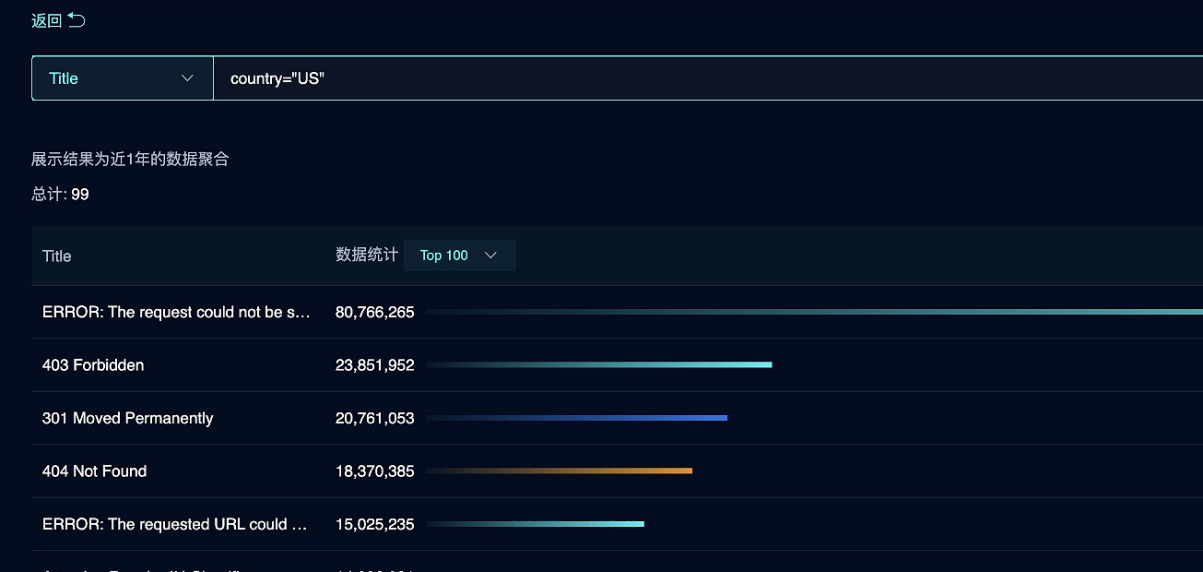 返回
Title country="US"
展示结果为近1年的数据聚合
总计: 99
Title 数据统计 Top 100
ERROR: The request could not be s... 80,766,265
403 Forbidden 23,851,952
301 Moved Permanently 20,761,053
404 Not Found 18,370,385
ERROR: The requested URL could ... 15,025,235